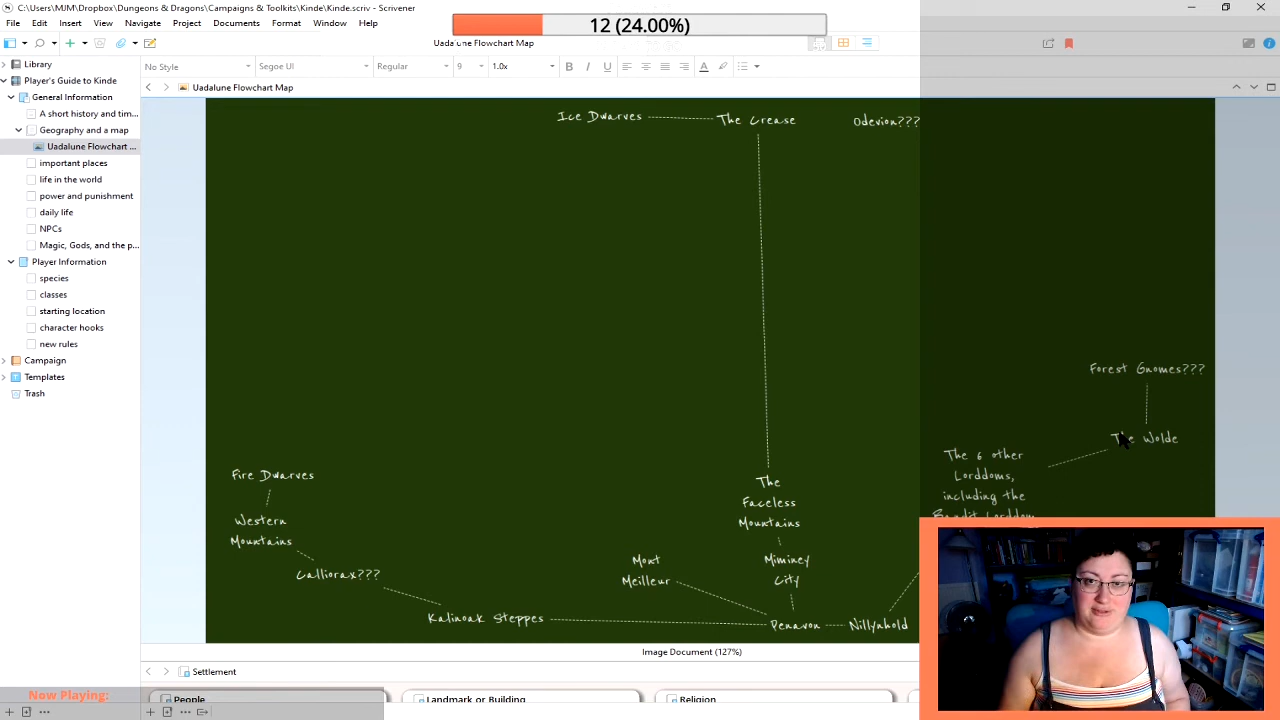 C:\Users\MJM\Dropbox\Dungeons & Dragons\Campaigns & Toolkits\Kinde\Kinde.scriv - Scrivener
12 (24.00%)
File Edit Insert View Navigate Project Documents Format Window Help
Uadalune Flowchart Map
No Style Segoe UI Regular 9 1.0x B I U A
Library
Player's Guide to Kinde
General Information
A short history and tim...
Geography and a map
Uadalune Flowchart ...
important places
life in the world
power and punishment
daily life
NPCs
Magic, Gods, and the p...
Player Information
species
classes
starting location
character hooks
new rules
Campaign
Templates
Trash
Uadalune Flowchart Map
Ice Dwarves
The Crease
Odevion???
Forest Gnomes???
The Wolde
The 6 other
Lorddoms,
including the
Bandit Lorddom
Fire Dwarves
Western
Mountains
Calliorax???
Kalinoak Steppes
The
Faceless
Mountains
Mont
Meilleur
Miminey
City
Penavon
Nillynhold
Image Document (127%)
Settlement
People
Landmark or Building
Religion
Now Playing: